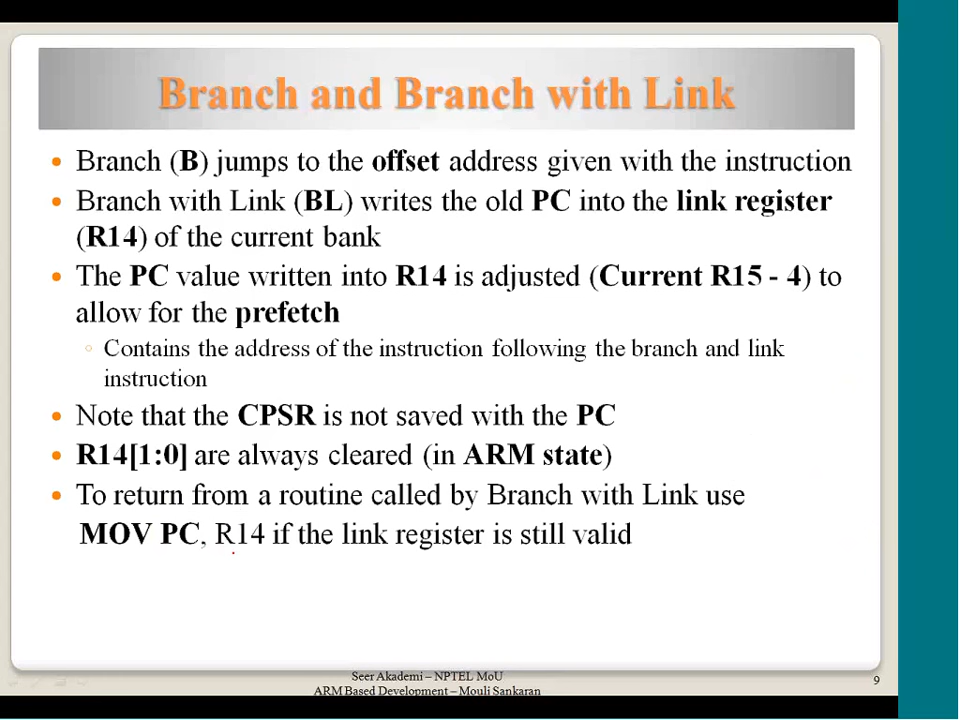 Branch and Branch with Link
• Branch (B) jumps to the offset address given with the instruction
• Branch with Link (BL) writes the old PC into the link register
(R14) of the current bank
• The PC value written into R14 is adjusted (Current R15 - 4) to
allow for the prefetch
◦ Contains the address of the instruction following the branch and link
instruction
• Note that the CPSR is not saved with the PC
• R14[1:0] are always cleared (in ARM state)
• To return from a routine called by Branch with Link use
MOV PC, R14 if the link register is still valid
Seer Akademi – NPTEL MoU
ARM Based Development – Mouli Sankaran
9